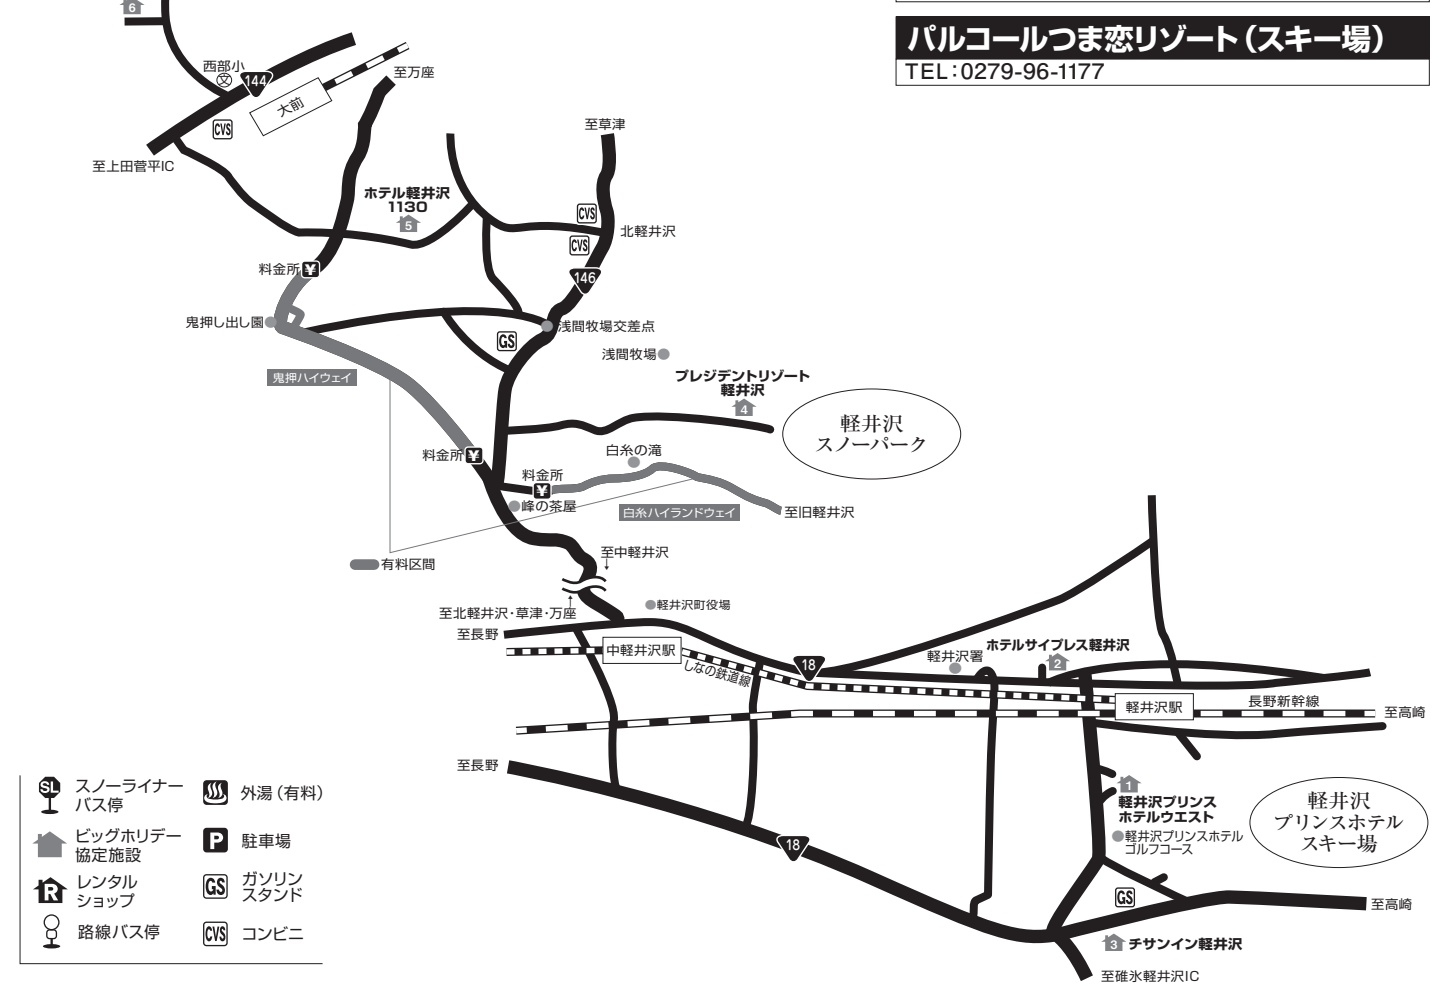 6
パルコールつま恋リゾート（スキー場）
TEL：0279-96-1177
西部小
文
144
大前
至万座
CVS
至上田菅平IC
至草津
ホテル軽井沢
1130
5
CVS
北軽井沢
CVS
料金所
¥
146
鬼押し出し園
浅間牧場交差点
GS
浅間牧場
鬼押ハイウェイ
プレジデントリゾート
軽井沢
4
軽井沢
スノーパーク
料金所
¥
白糸の滝
料金所
¥
峰の茶屋
白糸ハイランドウェイ
至旧軽井沢
有料区間
至中軽井沢
至北軽井沢・草津・万座
軽井沢町役場
至長野
中軽井沢駅
しなの鉄道線
18
軽井沢署
ホテルサイプレス軽井沢
2
軽井沢駅
長野新幹線
至高崎
至長野
18
1
軽井沢プリンス
ホテルウエスト
軽井沢プリンスホテル
ゴルフコース
軽井沢
プリンスホテル
スキー場
GS
至高崎
3
チサンイン軽井沢
至碓氷軽井沢IC
SL
スノーライナー
バス停
外湯（有料）
ビッグホリデー
協定施設
P
駐車場
R
レンタル
ショップ
GS
ガソリン
スタンド
路線バス停
CVS
コンビニ